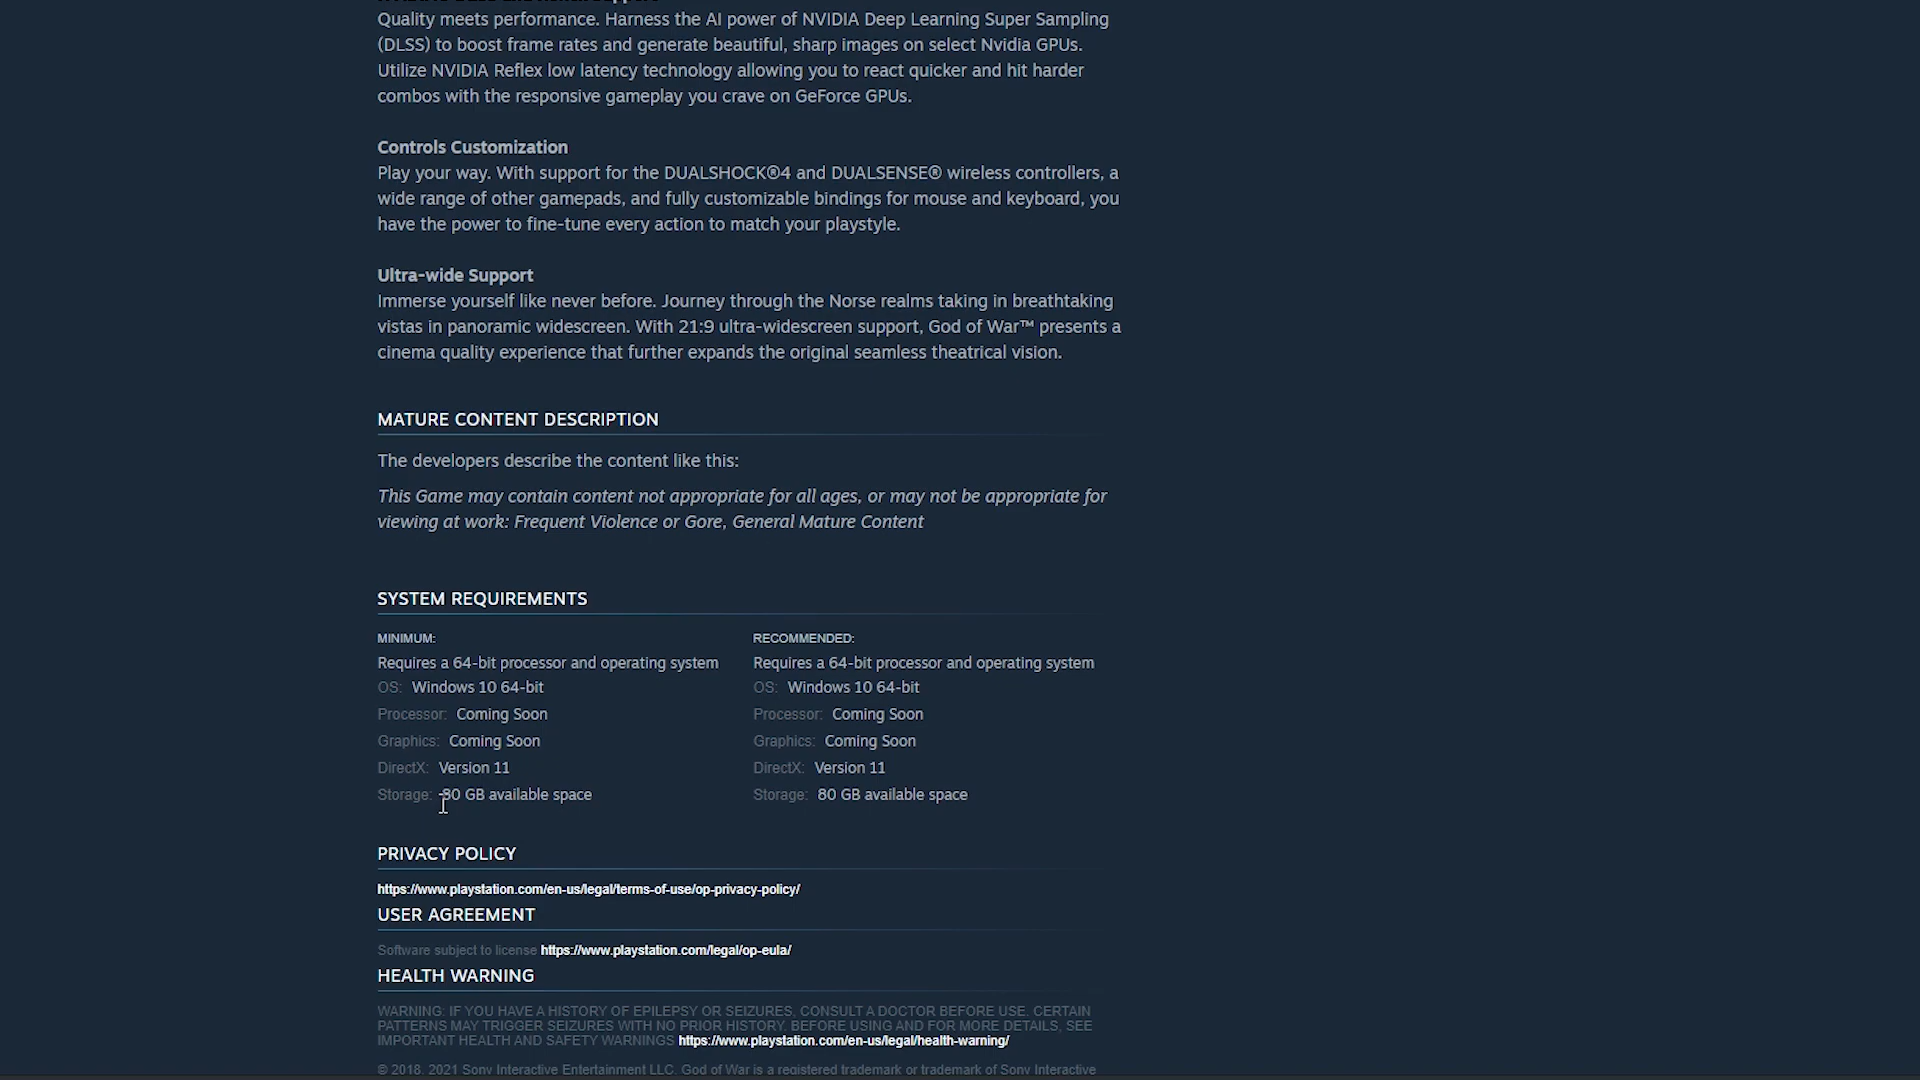 Quality meets performance. Harness the AI power of NVIDIA Deep Learning Super Sampling
(DLSS) to boost frame rates and generate beautiful, sharp images on select Nvidia GPUs.
Utilize NVIDIA Reflex low latency technology allowing you to react quicker and hit harder
combos with the responsive gameplay you crave on GeForce GPUs.
Controls Customization
Play your way. With support for the DUALSHOCK®4 and DUALSENSE® wireless controllers, a
wide range of other gamepads, and fully customizable bindings for mouse and keyboard, you
have the power to fine-tune every action to match your playstyle.
Ultra-wide Support
Immerse yourself like never before. Journey through the Norse realms taking in breathtaking
vistas in panoramic widescreen. With 21:9 ultra-widescreen support, God of War™ presents a
cinema quality experience that further expands the original seamless theatrical vision.
MATURE CONTENT DESCRIPTION
The developers describe the content like this:
This Game may contain content not appropriate for all ages, or may not be appropriate for
viewing at work: Frequent Violence or Gore, General Mature Content
SYSTEM REQUIREMENTS
MINIMUM:
Requires a 64-bit processor and operating system
OS: Windows 10 64-bit
Processor: Coming Soon
Graphics: Coming Soon
DirectX: Version 11
Storage: 80 GB available space
RECOMMENDED:
Requires a 64-bit processor and operating system
OS: Windows 10 64-bit
Processor: Coming Soon
Graphics: Coming Soon
DirectX: Version 11
Storage: 80 GB available space
PRIVACY POLICY
https://www.playstation.com/en-us/legal/terms-of-use/op-privacy-policy/
USER AGREEMENT
Software subject to license https://www.playstation.com/legal/op-eula/
HEALTH WARNING
WARNING: IF YOU HAVE A HISTORY OF EPILEPSY OR SEIZURES, CONSULT A DOCTOR BEFORE USE. CERTAIN
PATTERNS MAY TRIGGER SEIZURES WITH NO PRIOR HISTORY. BEFORE USING AND FOR MORE DETAILS, SEE
IMPORTANT HEALTH AND SAFETY WARNINGS https://www.playstation.com/en-us/legal/health-warning/
© 2018, 2021 Sony Interactive Entertainment LLC. God of War is a registered trademark or trademark of Sony Interactive